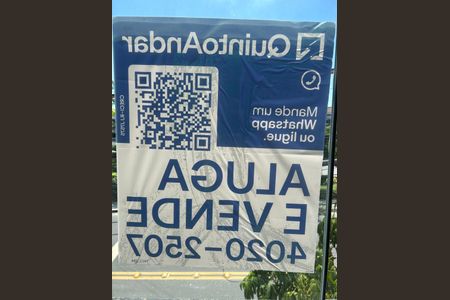 QuintoAndar
Mande um
Whatsapp
ou ligue.
ALUGA
E VENDE
4020-2507